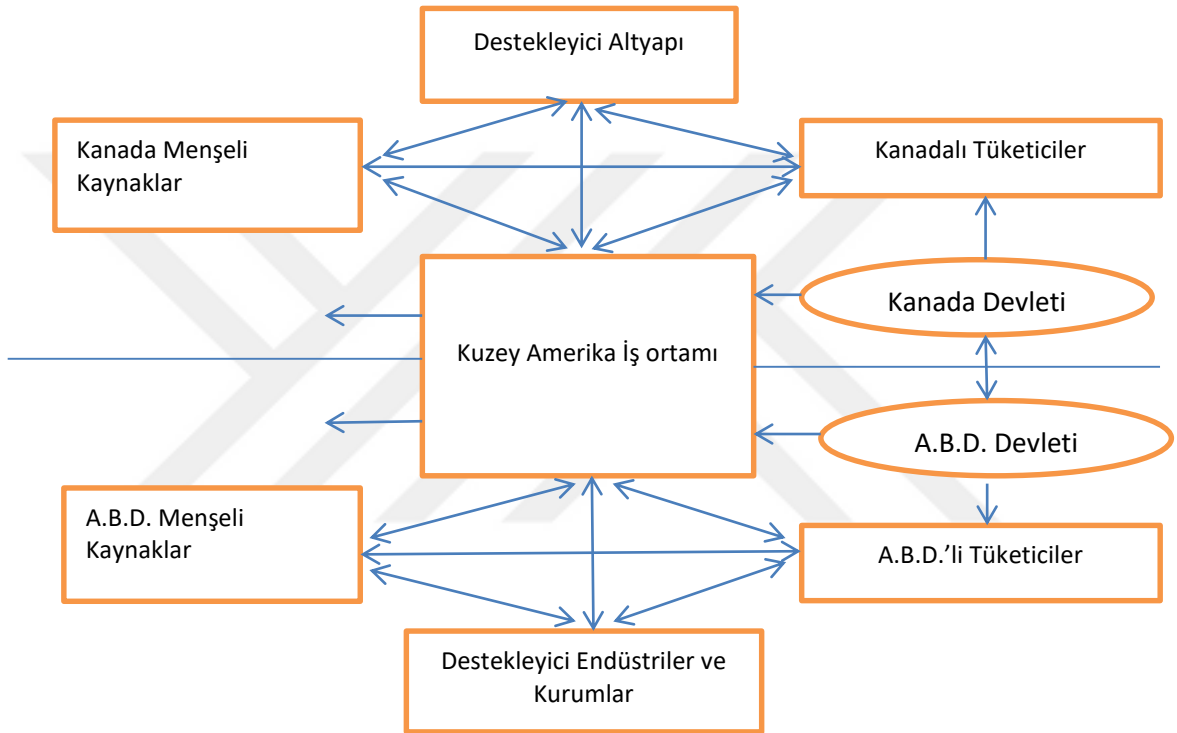 Destekleyici Altyapı
Kanada Menşeli
Kaynaklar
Kanadalı Tüketiciler
Kanada Devleti
Kuzey Amerika İş ortamı
A.B.D. Devleti
A.B.D. Menşeli
Kaynaklar
A.B.D.’li Tüketiciler
Destekleyici Endüstriler ve
Kurumlar